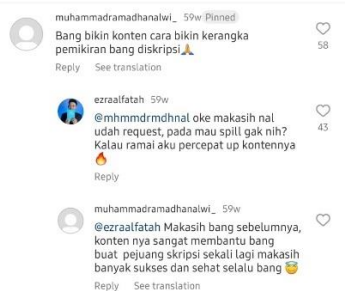 muhammadramadhanalwi_ 59w Pinned
Bang bikin konten cara bikin kerangka
pemikiran bang diskripsi🙏
58
Reply See translation
ezraalfatah 59w
@mhmmdrmdhnal oke makasih nal
udah request, pada mau spill gak nih?
Kalau ramai aku percepat up kontennya
🔥
43
Reply
muhammadramadhanalwi_ 59w
@ezraalfatah Makasih bang sebelumnya,
konten nya sangat membantu bang
buat pejuang skripsi sekali lagi makasih
banyak sukses dan sehat selalu bang 😇
Reply See translation